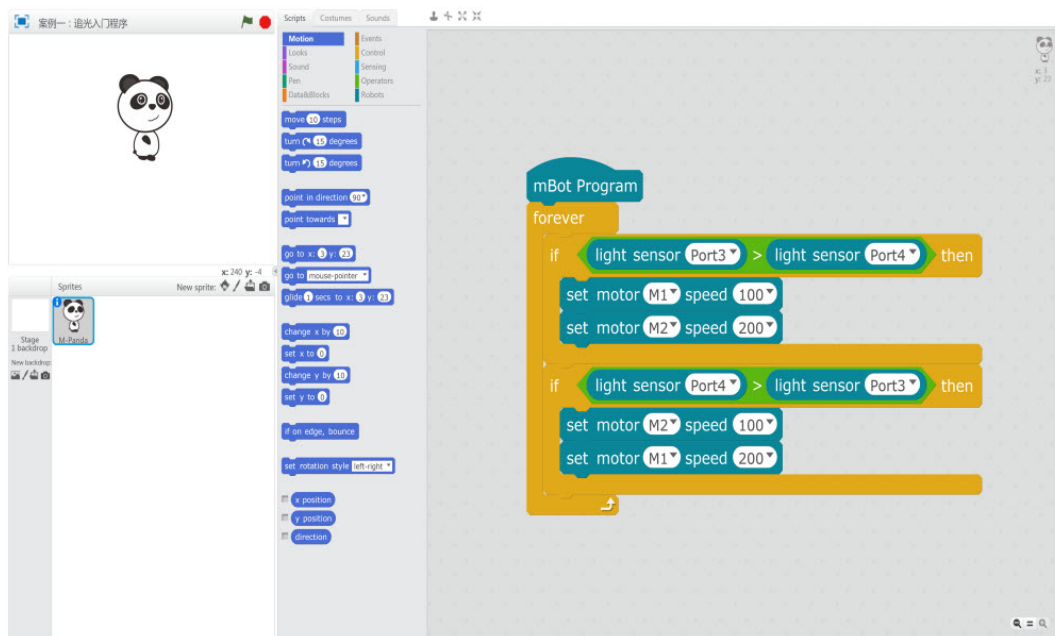 案例一：追光入门程序
x: 240 y: -4
Sprites
New sprite:
M-Panda
Stage
1 backdrop
New backdrop:
Scripts Costumes Sounds
Motion Events
Looks Control
Sound Sensing
Pen Operators
Data&Blocks Robots
move 10 steps
turn 15 degrees
turn 15 degrees
point in direction 90
point towards
go to x: 3 y: 23
go to mouse-pointer
glide 1 secs to x: 3 y: 23
change x by 10
set x to 0
change y by 10
set y to 0
if on edge, bounce
set rotation style left-right
x position
y position
direction
mBot Program
forever
if light sensor Port3 > light sensor Port4 then
set motor M1 speed 100
set motor M2 speed 200
if light sensor Port4 > light sensor Port3 then
set motor M2 speed 100
set motor M1 speed 200